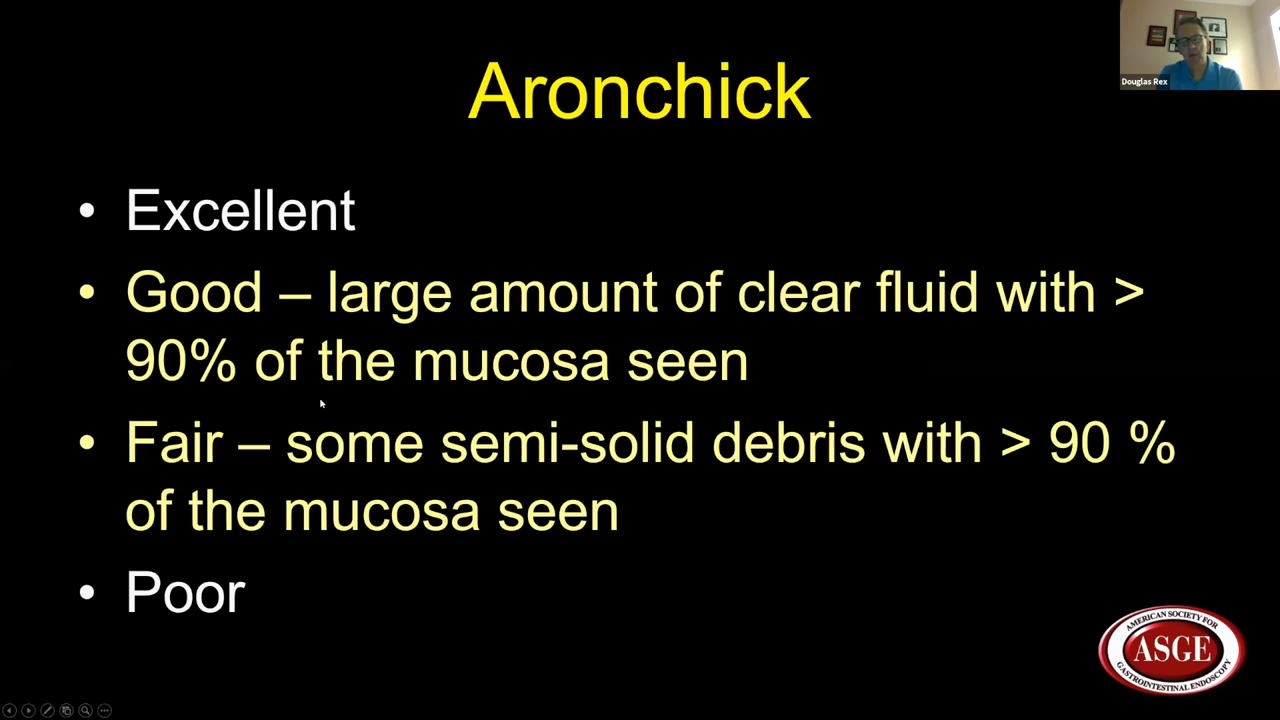 Aronchick
Douglas Rex
• Excellent
• Good – large amount of clear fluid with >
90% of the mucosa seen
• Fair – some semi-solid debris with > 90 %
of the mucosa seen
• Poor
AMERICAN SOCIETY FOR
ASGE
GASTROINTESTINAL ENDOSCOPY